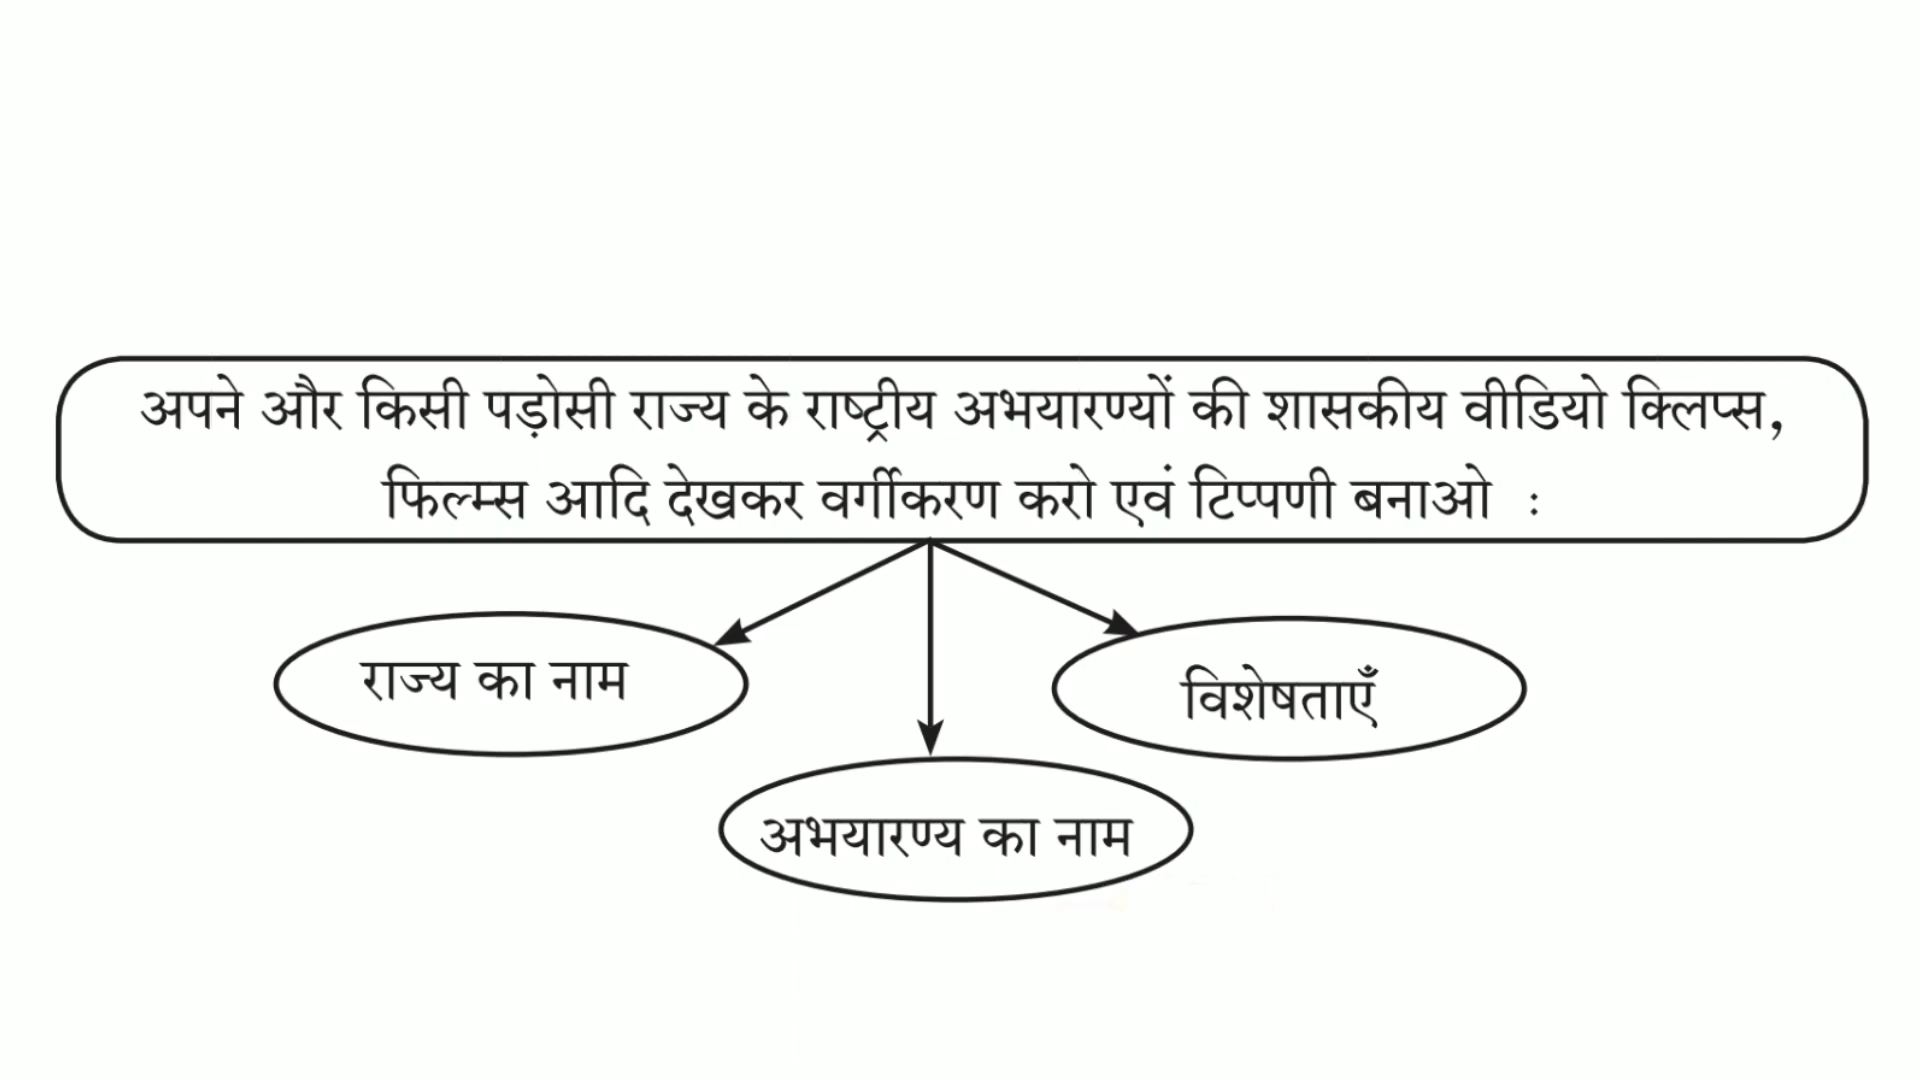 अपने और किसी पड़ोसी राज्य के राष्ट्रीय अभयारण्यों की शासकीय वीडियो क्लिप्स,
फिल्म्स आदि देखकर वर्गीकरण करो एवं टिप्पणी बनाओ :
राज्य का नाम
विशेषताएँ
अभयारण्य का नाम